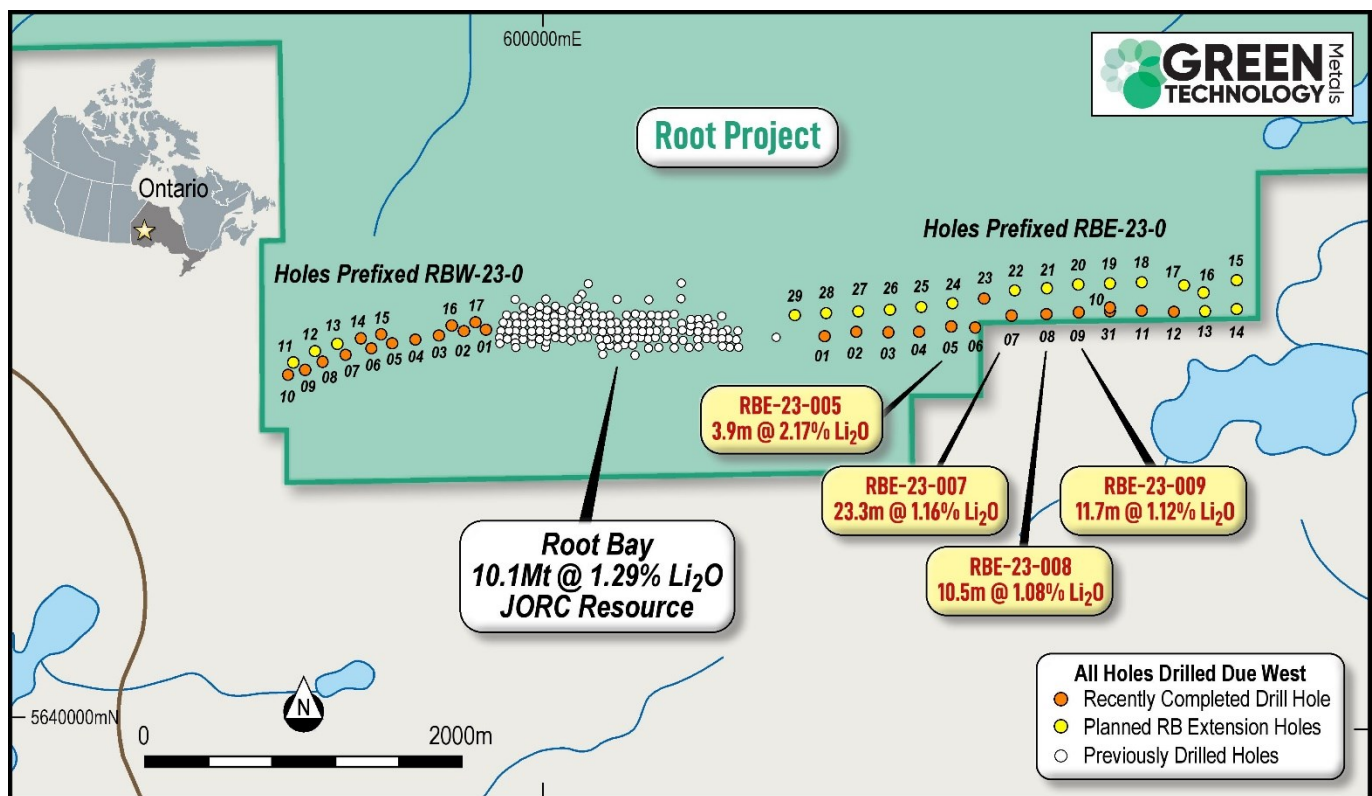 600000mE
GREEN
TECHNOLOGY
Metals
Root Project
Ontario
Holes Prefixed RBE-23-0
Holes Prefixed RBW-23-0
11 12 13 14 15 16 17
10 09 08 07 06 05 04 03 02 01
29 28 27 26 25 24 23 22 21 20 19 18 17 16 15
10
01 02 03 04 05 06 07 08 09 31 11 12 13 14
RBE-23-005
3.9m @ 2.17% Li₂O
RBE-23-007
23.3m @ 1.16% Li₂O
RBE-23-009
11.7m @ 1.12% Li₂O
RBE-23-008
10.5m @ 1.08% Li₂O
Root Bay
10.1Mt @ 1.29% Li₂O
JORC Resource
5640000mN
N
0 2000m
All Holes Drilled Due West
Recently Completed Drill Hole
Planned RB Extension Holes
Previously Drilled Holes